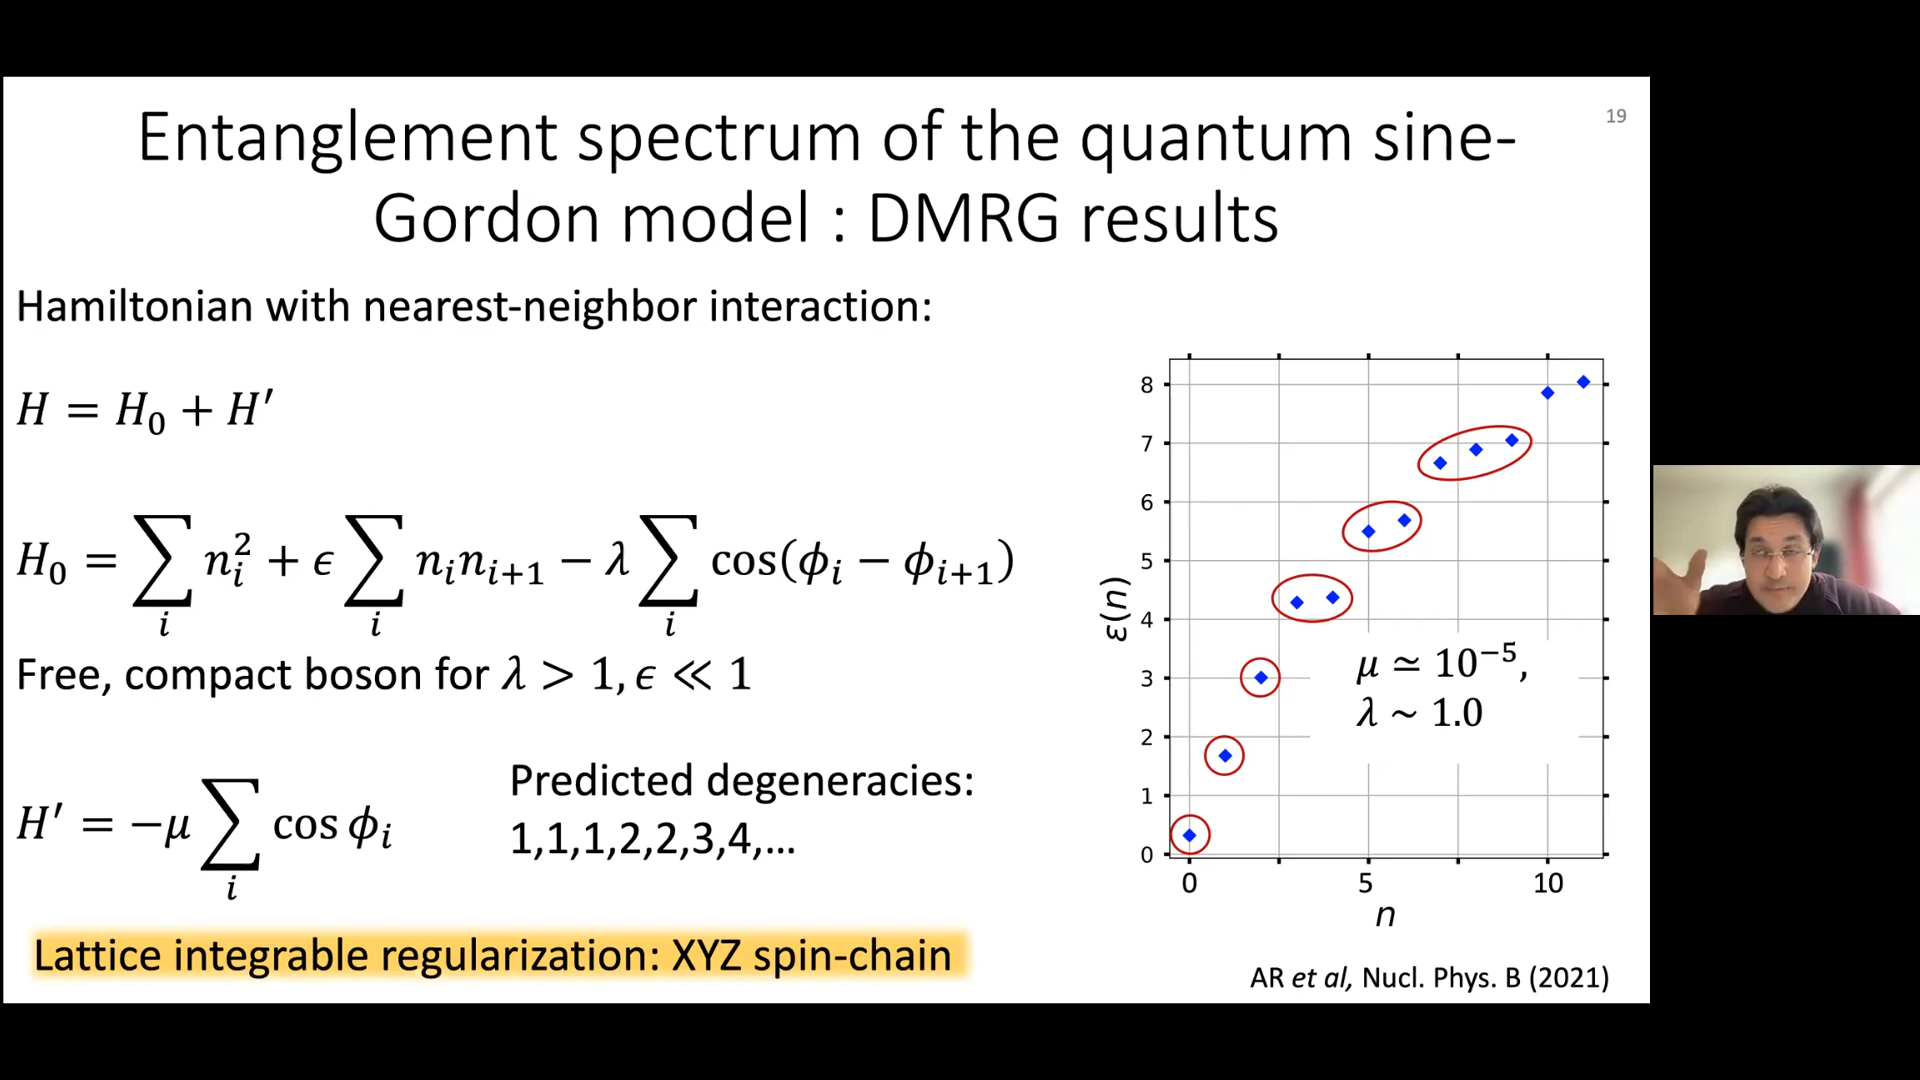 19
Entanglement spectrum of the quantum sine-
Gordon model : DMRG results
Hamiltonian with nearest-neighbor interaction:
H = H₀ + H′
H₀ = ∑ᵢ nᵢ² + ϵ ∑ᵢ nᵢnᵢ₊₁ − λ ∑ᵢ cos(ϕᵢ − ϕᵢ₊₁)
Free, compact boson for λ > 1, ϵ ≪ 1
H′ = −μ ∑ᵢ cos ϕᵢ
Predicted degeneracies:
1,1,1,2,2,3,4,...
Lattice integrable regularization: XYZ spin-chain
8
7
6
5
4
3
2
1
0
ε(n)
μ ≃ 10⁻⁵,
λ ~ 1.0
0 5 10
n
AR et al, Nucl. Phys. B (2021)